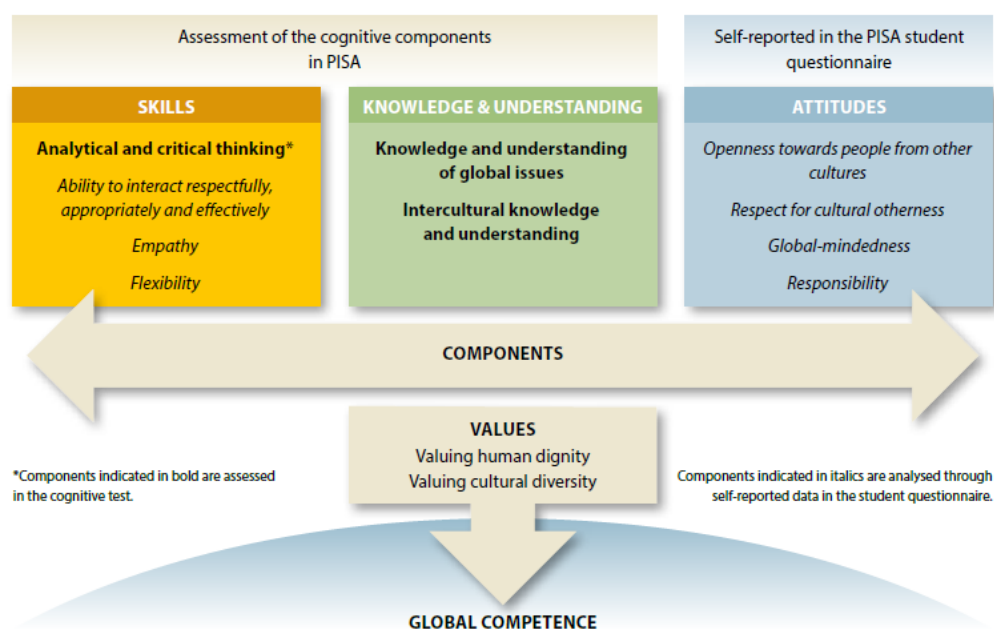 Assessment of the cognitive components
in PISA
Self-reported in the PISA student
questionnaire
SKILLS
Analytical and critical thinking*
Ability to interact respectfully,
appropriately and effectively
Empathy
Flexibility
KNOWLEDGE & UNDERSTANDING
Knowledge and understanding
of global issues
Intercultural knowledge
and understanding
ATTITUDES
Openness towards people from other
cultures
Respect for cultural otherness
Global-mindedness
Responsibility
COMPONENTS
VALUES
Valuing human dignity
Valuing cultural diversity
*Components indicated in bold are assessed
in the cognitive test.
Components indicated in italics are analysed through
self-reported data in the student questionnaire.
GLOBAL COMPETENCE